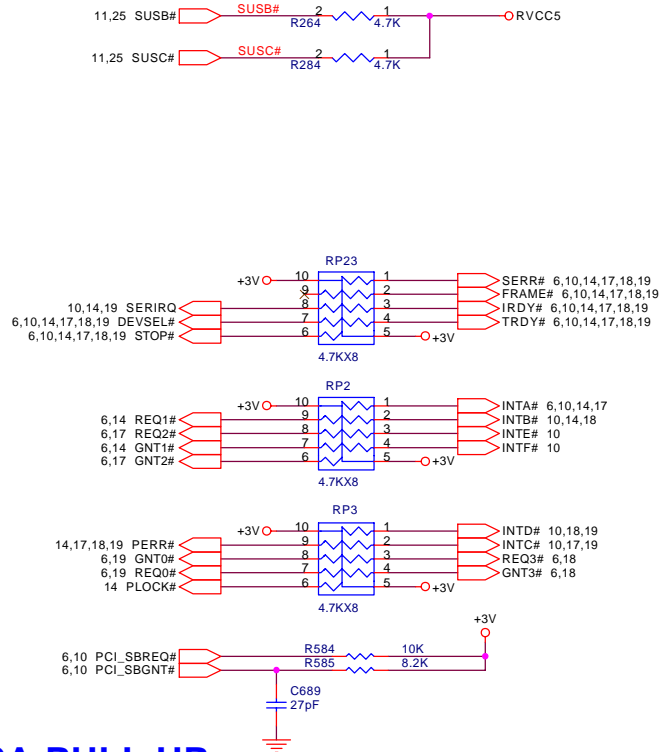 11,25 SUSB# SUSB# 2 1 RVCC5
R264 4.7K
11,25 SUSC# SUSC# 2 1
R284 4.7K
RP23
+3V 10 1 SERR# 6,10,14,17,18,19
9 2 FRAME# 6,10,14,17,18,19
10,14,19 SERIRQ 8 3 IRDY# 6,10,14,17,18,19
6,10,14,17,18,19 DEVSEL# 7 4 TRDY# 6,10,14,17,18,19
6,10,14,17,18,19 STOP# 6 5 +3V
4.7KX8
RP2
+3V 10 1 INTA# 6,10,14,17
6,14 REQ1# 9 2 INTB# 10,14,18
6,17 REQ2# 8 3 INTE# 10
6,14 GNT1# 7 4 INTF# 10
6,17 GNT2# 6 5 +3V
4.7KX8
RP3
+3V 10 1 INTD# 10,18,19
14,17,18,19 PERR# 9 2 INTC# 10,17,19
6,19 GNT0# 8 3 REQ3# 6,18
6,19 REQ0# 7 4 GNT3# 6,18
14 PLOCK# 6 5 +3V
4.7KX8
+3V
6,10 PCI_SBREQ# R584 10K
6,10 PCI_SBGNT# R585 8.2K
C689
27pF